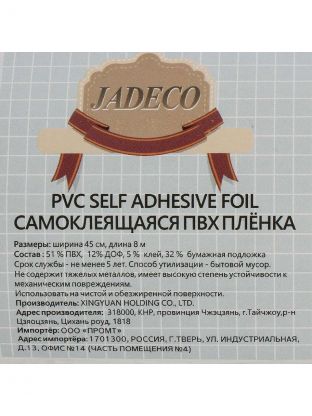 JADECO
PVC SELF ADHESIVE FOIL
САМОКЛЕЯЩАЯСЯ ПВХ ПЛЁНКА
Размеры: ширина 45 см, длина 8 м
Состав : 51 % ПВХ, 12% ДОФ, 5 % клей, 32 % бумажная подложка
Срок службы - не менее 5 лет. Способ утилизации - бытовой мусор.
Не содержит тяжелых металлов, имеет высокую степень устойчивости к
механическим повреждениям.
Использовать на чистой и обезжиренной поверхности.
Производитель: XINGYUAN HOLDING CO., LTD.
Адрес производителя: 318000, КНР, провинция Чжэцзянь, г.Тайчжоу,р-н
Цзяоцзянь, Цихань роуд, 1818
Импортёр: ООО «ПРОМТ»
Адрес импортёра: 1701300, РОССИЯ, Г.ТВЕРЬ, УЛ. ИНДУСТРИАЛЬНАЯ,
Д.13, ОФИС №14 (ЧАСТЬ ПОМЕЩЕНИЯ №4)